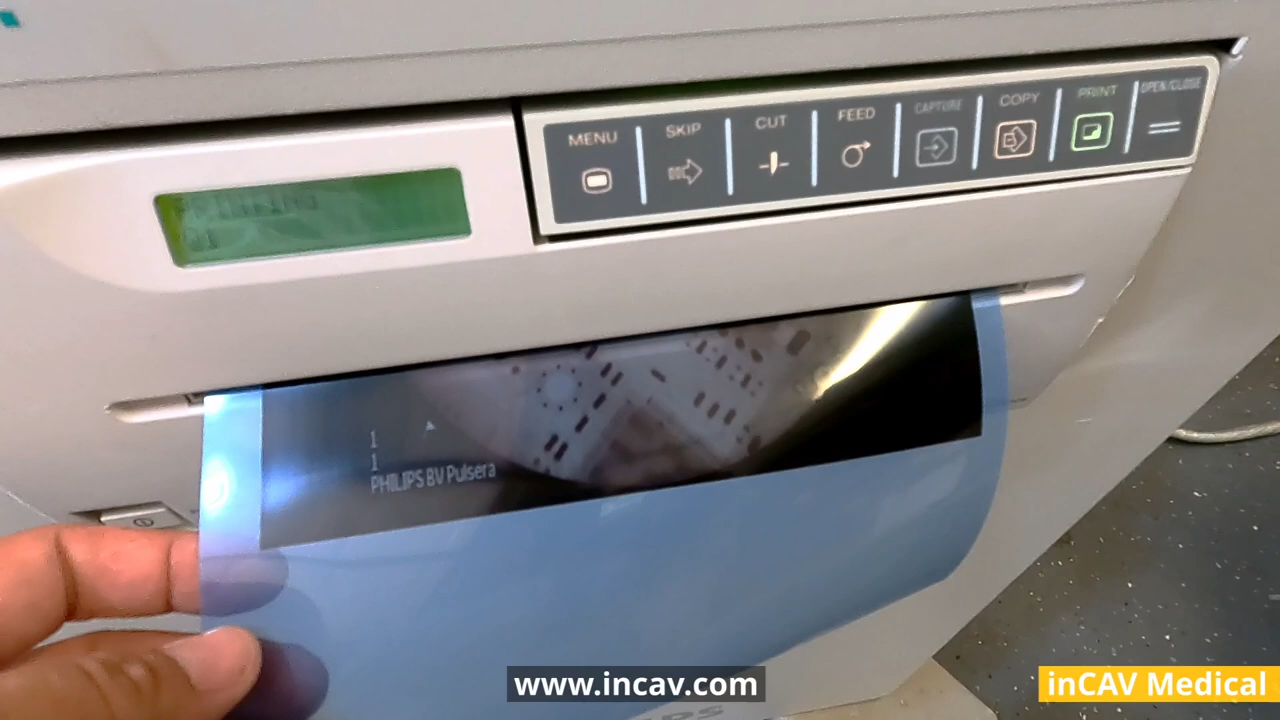 MENU
SKIP
CUT
FEED
CAPTURE
COPY
PRINT
OPEN/CLOSE
1
1
PHILIPS BV Pulsera
www.incav.com
inCAV Medical